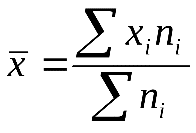 x̄ = ∑ xᵢnᵢ / ∑ nᵢ